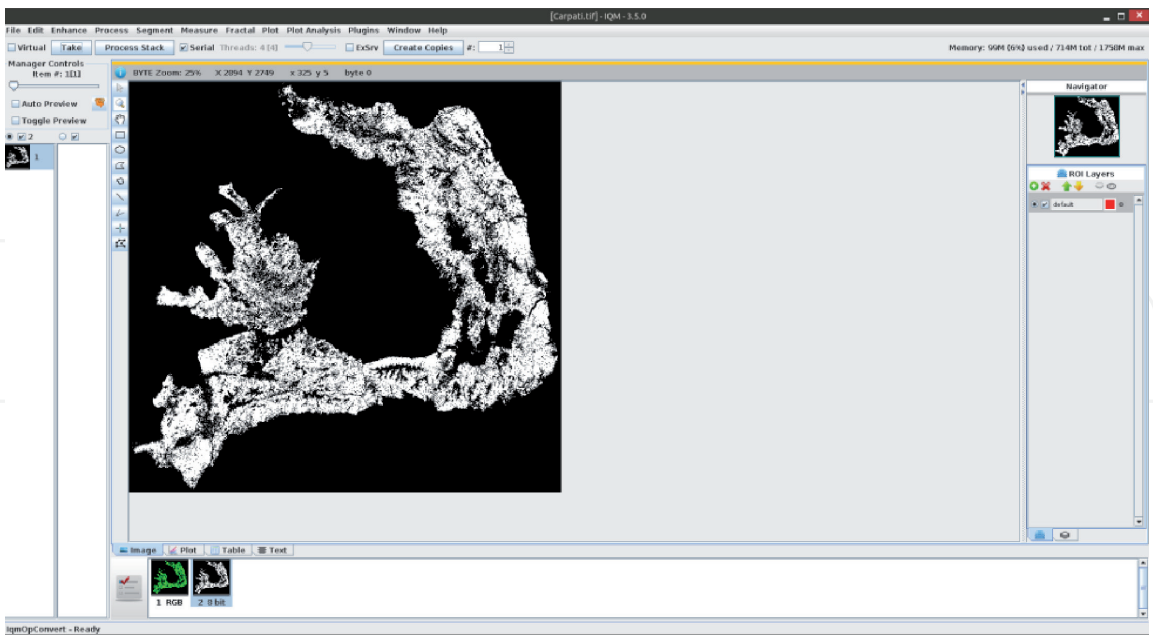 [Carpati.tif] - IQM - 3.5.0
File Edit Enhance Process Segment Measure Fractal Plot Plot Analysis Plugins Window Help
Virtual Take Process Stack Serial Threads: 4 [4] ExSrv Create Copies #: 1
Memory: 99M (6%) used / 714M tot / 1750M max
Manager Controls
Item #: 1[1]
Auto Preview
Toggle Preview
2
1
BYTE Zoom: 25% X 2094 Y 2749 x 325 y 5 byte 0
Navigator
ROI Layers
default
Image Plot Table Text
1 RGB 2 8 bit
IqmOpConvert - Ready